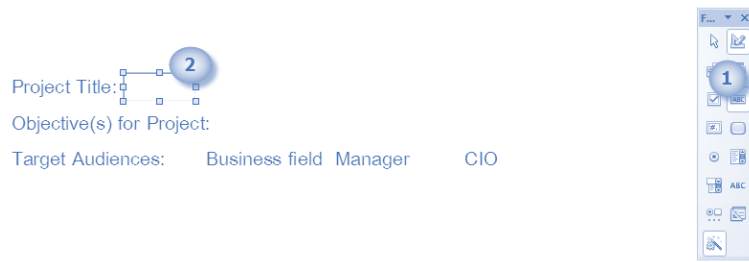 F...
2
1
Project Title:
ABC
Objective(s) for Project:
Target Audiences: Business field Manager CIO
ABC